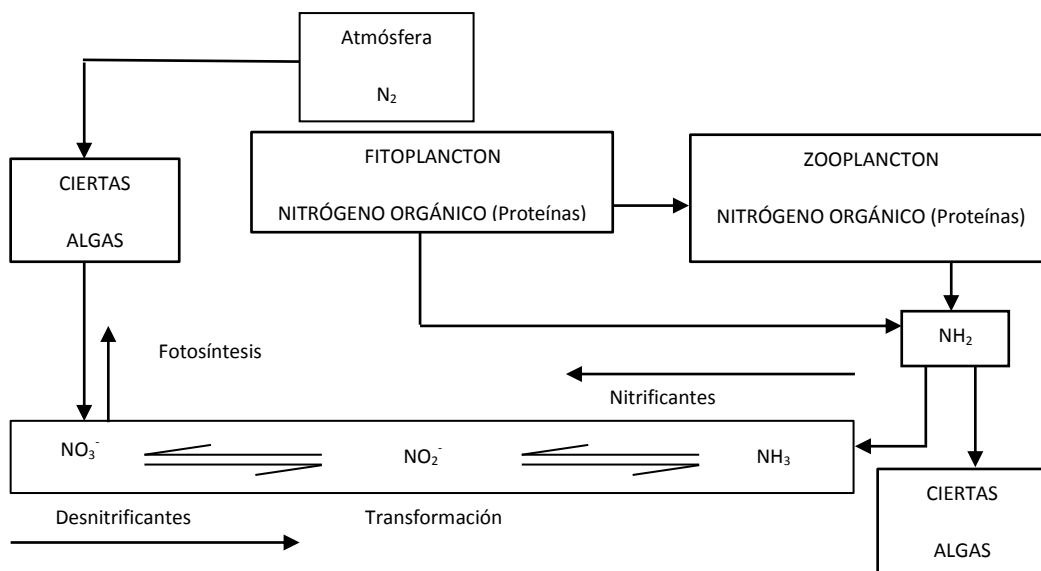 Atmósfera
N₂
FITOPLANCTON
NITRÓGENO ORGÁNICO (Proteínas)
ZOOPLANCTON
NITRÓGENO ORGÁNICO (Proteínas)
CIERTAS
ALGAS
NH₂
Fotosíntesis
Nitrificantes
NO₃⁻
NO₂⁻
NH₃
CIERTAS
ALGAS
Desnitrificantes
Transformación